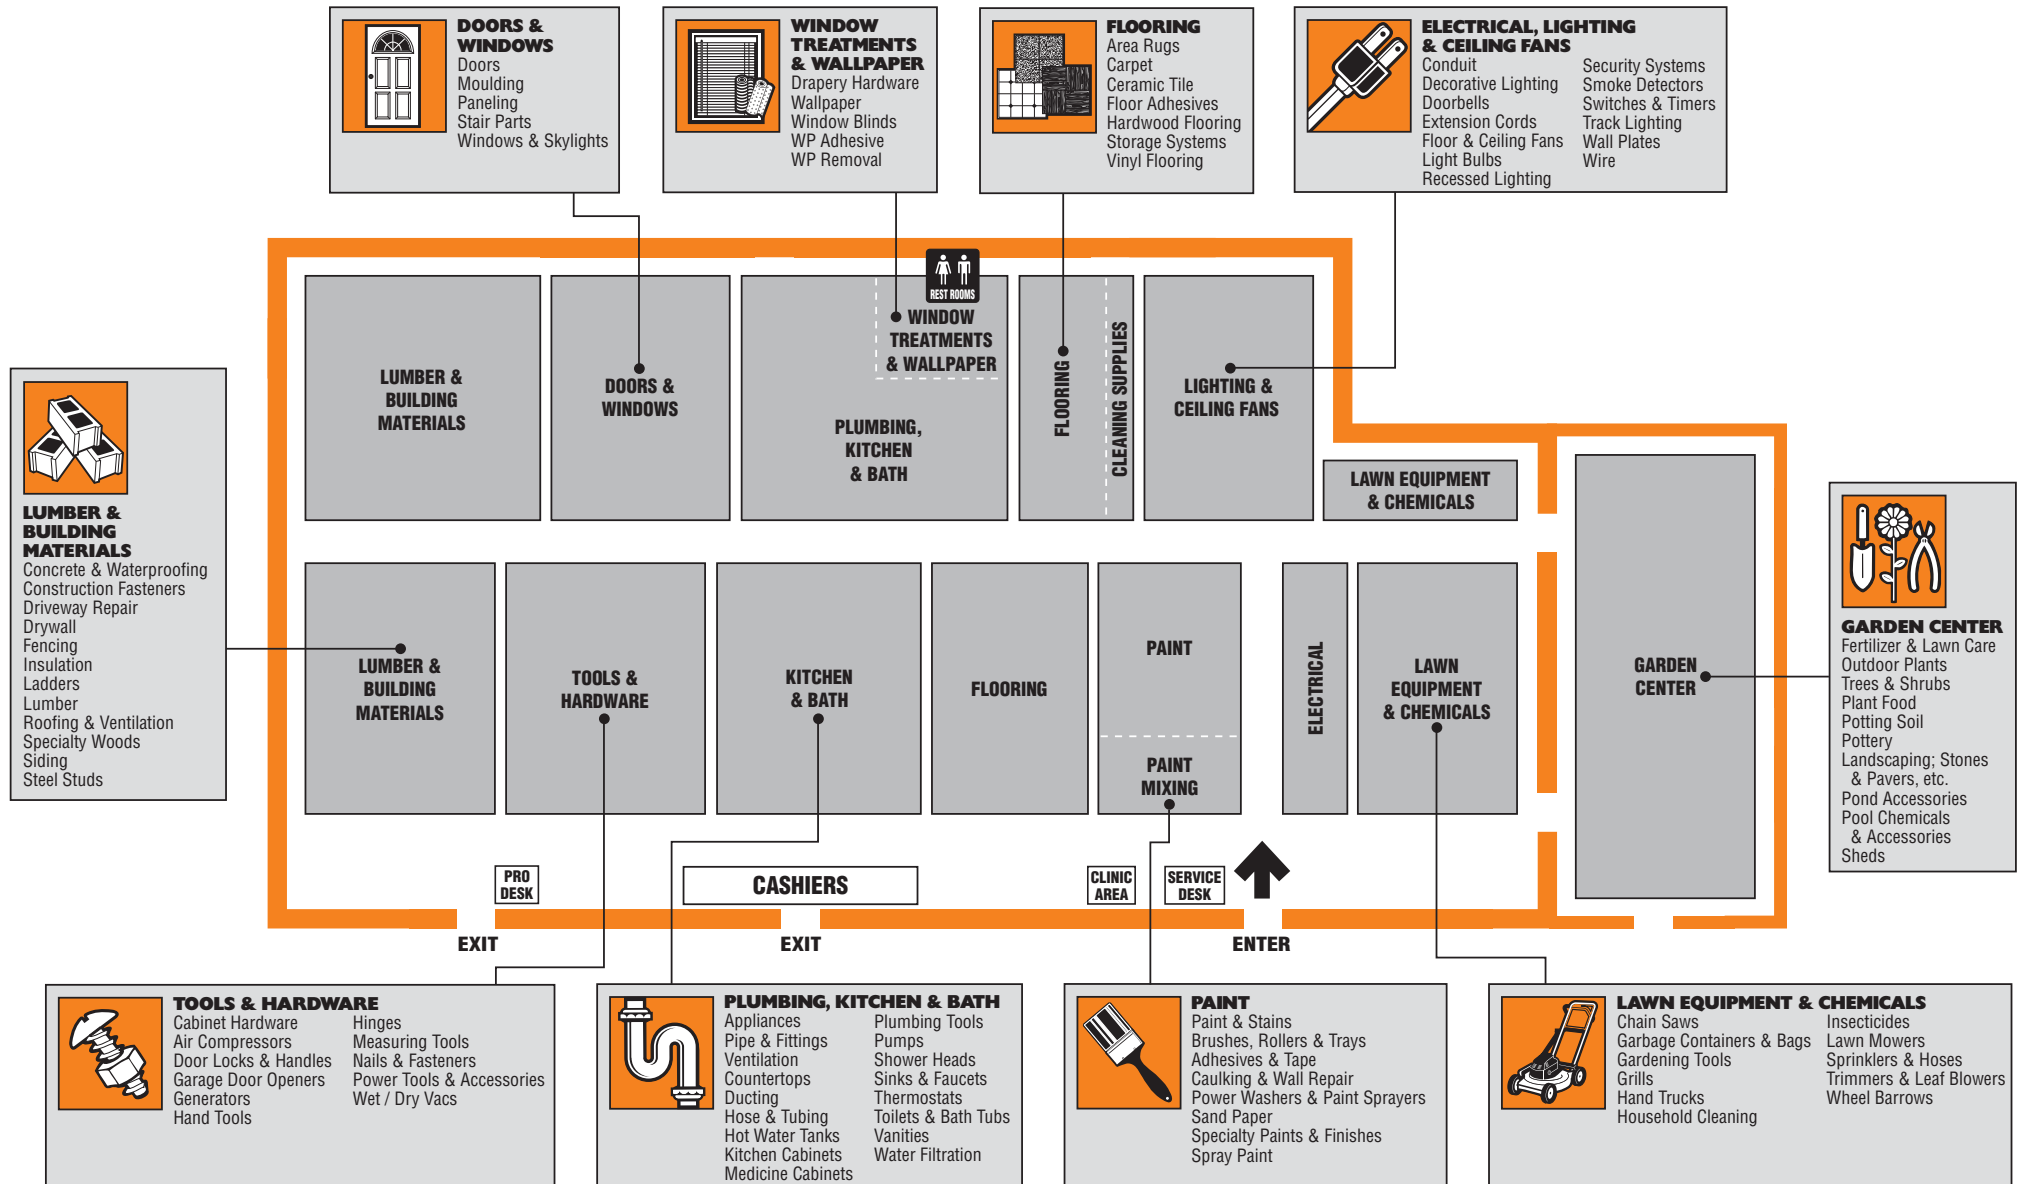 DOORS &
WINDOWS
Doors
Moulding
Paneling
Stair Parts
Windows & Skylights
WINDOW
TREATMENTS
& WALLPAPER
Drapery Hardware
Wallpaper
Window Blinds
WP Adhesive
WP Removal
FLOORING
Area Rugs
Carpet
Ceramic Tile
Floor Adhesives
Hardwood Flooring
Storage Systems
Vinyl Flooring
ELECTRICAL, LIGHTING
& CEILING FANS
Conduit
Decorative Lighting
Doorbells
Extension Cords
Floor & Ceiling Fans
Light Bulbs
Recessed Lighting
Security Systems
Smoke Detectors
Switches & Timers
Track Lighting
Wall Plates
Wire
REST ROOMS
LUMBER &
BUILDING
MATERIALS
DOORS &
WINDOWS
WINDOW
TREATMENTS
& WALLPAPER
PLUMBING,
KITCHEN
& BATH
FLOORING
CLEANING SUPPLIES
LIGHTING &
CEILING FANS
LAWN EQUIPMENT
& CHEMICALS
LUMBER &
BUILDING
MATERIALS
Concrete & Waterproofing
Construction Fasteners
Driveway Repair
Drywall
Fencing
Insulation
Ladders
Lumber
Roofing & Ventilation
Specialty Woods
Siding
Steel Studs
LUMBER &
BUILDING
MATERIALS
TOOLS &
HARDWARE
KITCHEN
& BATH
FLOORING
PAINT
PAINT
MIXING
ELECTRICAL
LAWN
EQUIPMENT
& CHEMICALS
GARDEN
CENTER
GARDEN CENTER
Fertilizer & Lawn Care
Outdoor Plants
Trees & Shrubs
Plant Food
Potting Soil
Pottery
Landscaping; Stones
& Pavers, etc.
Pond Accessories
Pool Chemicals
& Accessories
Sheds
PRO
DESK
CASHIERS
CLINIC
AREA
SERVICE
DESK
EXIT
EXIT
ENTER
TOOLS & HARDWARE
Cabinet Hardware
Air Compressors
Door Locks & Handles
Garage Door Openers
Generators
Hand Tools
Hinges
Measuring Tools
Nails & Fasteners
Power Tools & Accessories
Wet / Dry Vacs
PLUMBING, KITCHEN & BATH
Appliances
Pipe & Fittings
Ventilation
Countertops
Ducting
Hose & Tubing
Hot Water Tanks
Kitchen Cabinets
Medicine Cabinets
Plumbing Tools
Pumps
Shower Heads
Sinks & Faucets
Thermostats
Toilets & Bath Tubs
Vanities
Water Filtration
PAINT
Paint & Stains
Brushes, Rollers & Trays
Adhesives & Tape
Caulking & Wall Repair
Power Washers & Paint Sprayers
Sand Paper
Specialty Paints & Finishes
Spray Paint
LAWN EQUIPMENT & CHEMICALS
Chain Saws
Garbage Containers & Bags
Gardening Tools
Grills
Hand Trucks
Household Cleaning
Insecticides
Lawn Mowers
Sprinklers & Hoses
Trimmers & Leaf Blowers
Wheel Barrows